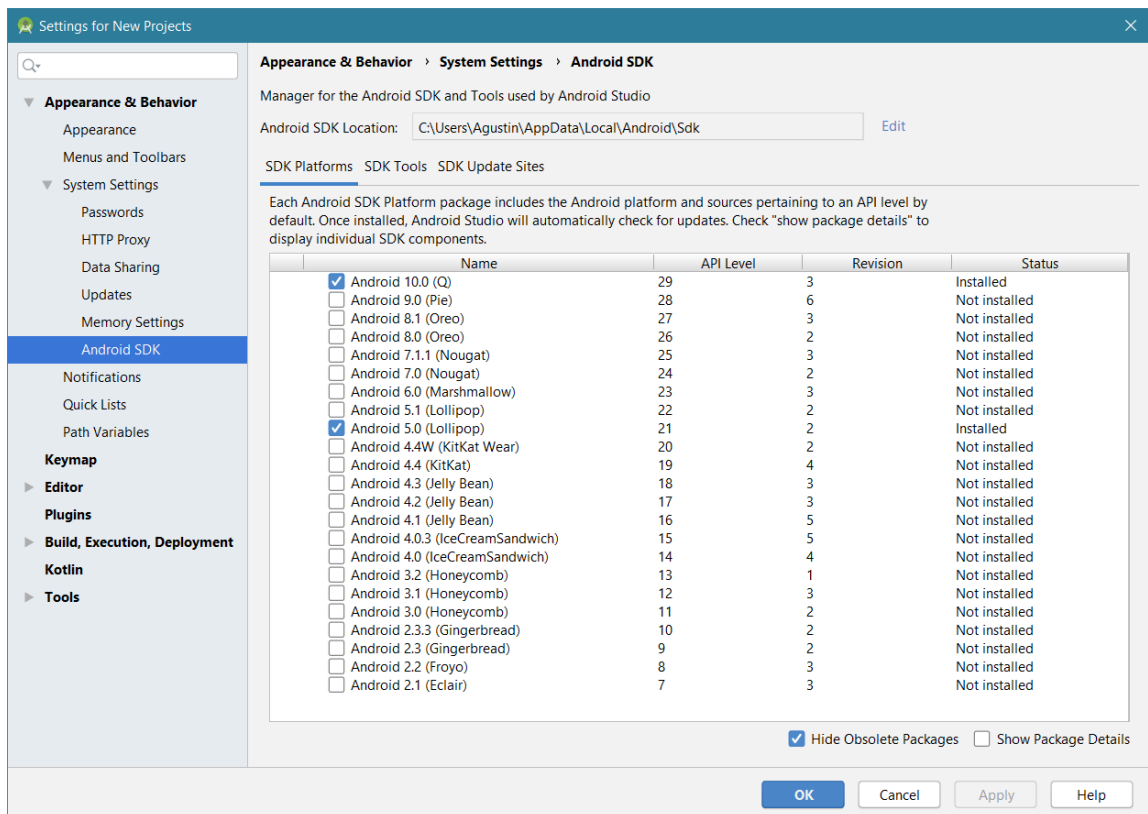 Settings for New Projects
Appearance & Behavior
Appearance
Menus and Toolbars
System Settings
Passwords
HTTP Proxy
Data Sharing
Updates
Memory Settings
Android SDK
Notifications
Quick Lists
Path Variables
Keymap
Editor
Plugins
Build, Execution, Deployment
Kotlin
Tools
Appearance & Behavior › System Settings › Android SDK
Manager for the Android SDK and Tools used by Android Studio
Android SDK Location: C:\Users\Agustin\AppData\Local\Android\Sdk Edit
SDK Platforms SDK Tools SDK Update Sites
Each Android SDK Platform package includes the Android platform and sources pertaining to an API level by
default. Once installed, Android Studio will automatically check for updates. Check "show package details" to
display individual SDK components.
Name API Level Revision Status
Android 10.0 (Q) 29 3 Installed
Android 9.0 (Pie) 28 6 Not installed
Android 8.1 (Oreo) 27 3 Not installed
Android 8.0 (Oreo) 26 2 Not installed
Android 7.1.1 (Nougat) 25 3 Not installed
Android 7.0 (Nougat) 24 2 Not installed
Android 6.0 (Marshmallow) 23 3 Not installed
Android 5.1 (Lollipop) 22 2 Not installed
Android 5.0 (Lollipop) 21 2 Installed
Android 4.4W (KitKat Wear) 20 2 Not installed
Android 4.4 (KitKat) 19 4 Not installed
Android 4.3 (Jelly Bean) 18 3 Not installed
Android 4.2 (Jelly Bean) 17 3 Not installed
Android 4.1 (Jelly Bean) 16 5 Not installed
Android 4.0.3 (IceCreamSandwich) 15 5 Not installed
Android 4.0 (IceCreamSandwich) 14 4 Not installed
Android 3.2 (Honeycomb) 13 1 Not installed
Android 3.1 (Honeycomb) 12 3 Not installed
Android 3.0 (Honeycomb) 11 2 Not installed
Android 2.3.3 (Gingerbread) 10 2 Not installed
Android 2.3 (Gingerbread) 9 2 Not installed
Android 2.2 (Froyo) 8 3 Not installed
Android 2.1 (Eclair) 7 3 Not installed
Hide Obsolete Packages Show Package Details
OK Cancel Apply Help